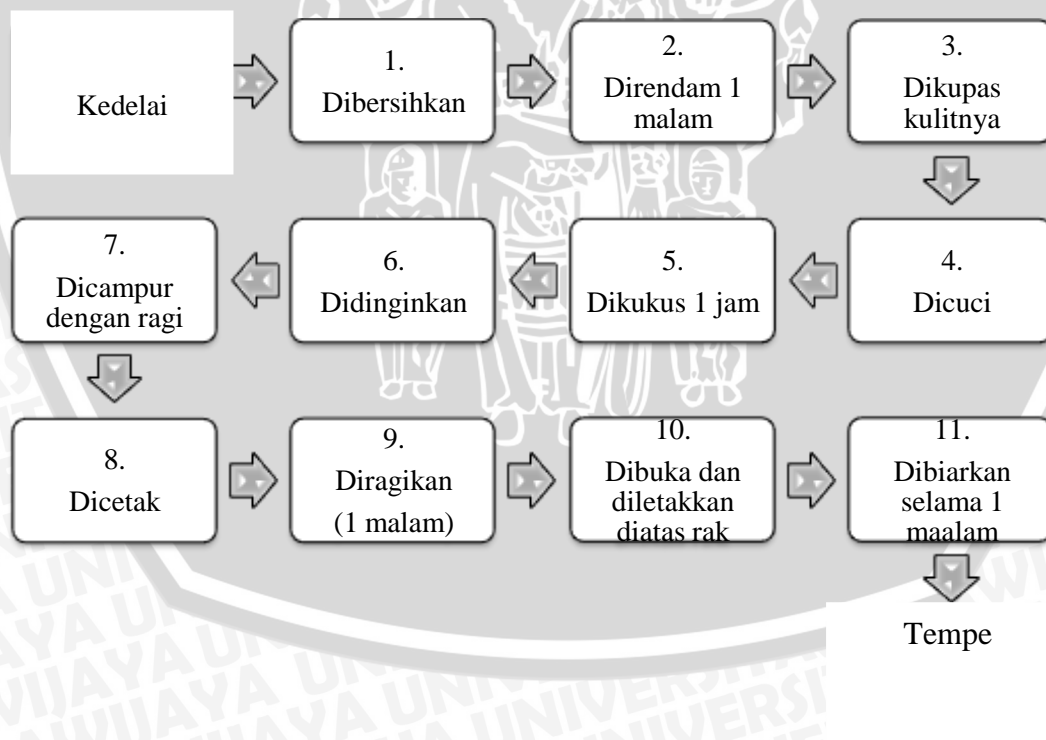 Kedelai
1.
Dibersihkan
2.
Direndam 1
malam
3.
Dikupas
kulitnya
4.
Dicuci
5.
Dikukus 1 jam
6.
Didinginkan
7.
Dicampur
dengan ragi
8.
Dicetak
9.
Diragikan
(1 malam)
10.
Dibuka dan
diletakkan
diatas rak
11.
Dibiarkan
selama 1
maalam
Tempe